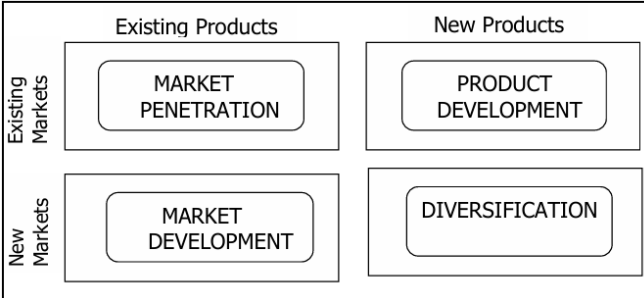 Existing Products
New Products
Existing
Markets
MARKET
PENETRATION
PRODUCT
DEVELOPMENT
New
Markets
MARKET
DEVELOPMENT
DIVERSIFICATION